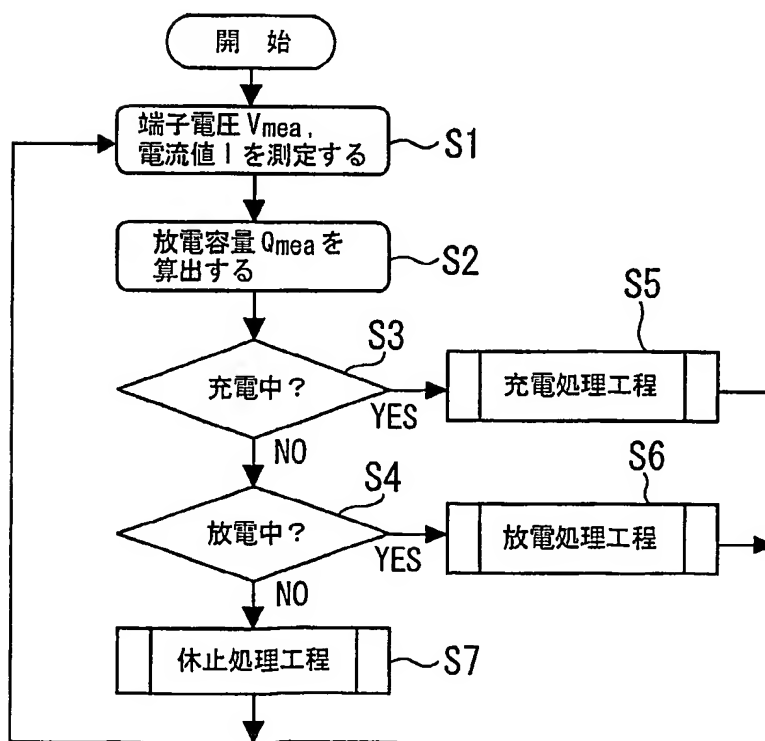 開 始
端子電圧 Vmea,
電流値 I を測定する
S1
放電容量 Qmea を
算出する
S2
S3
充電中？
YES
NO
S5
充電処理工程
S4
放電中？
YES
NO
S6
放電処理工程
休止処理工程
S7